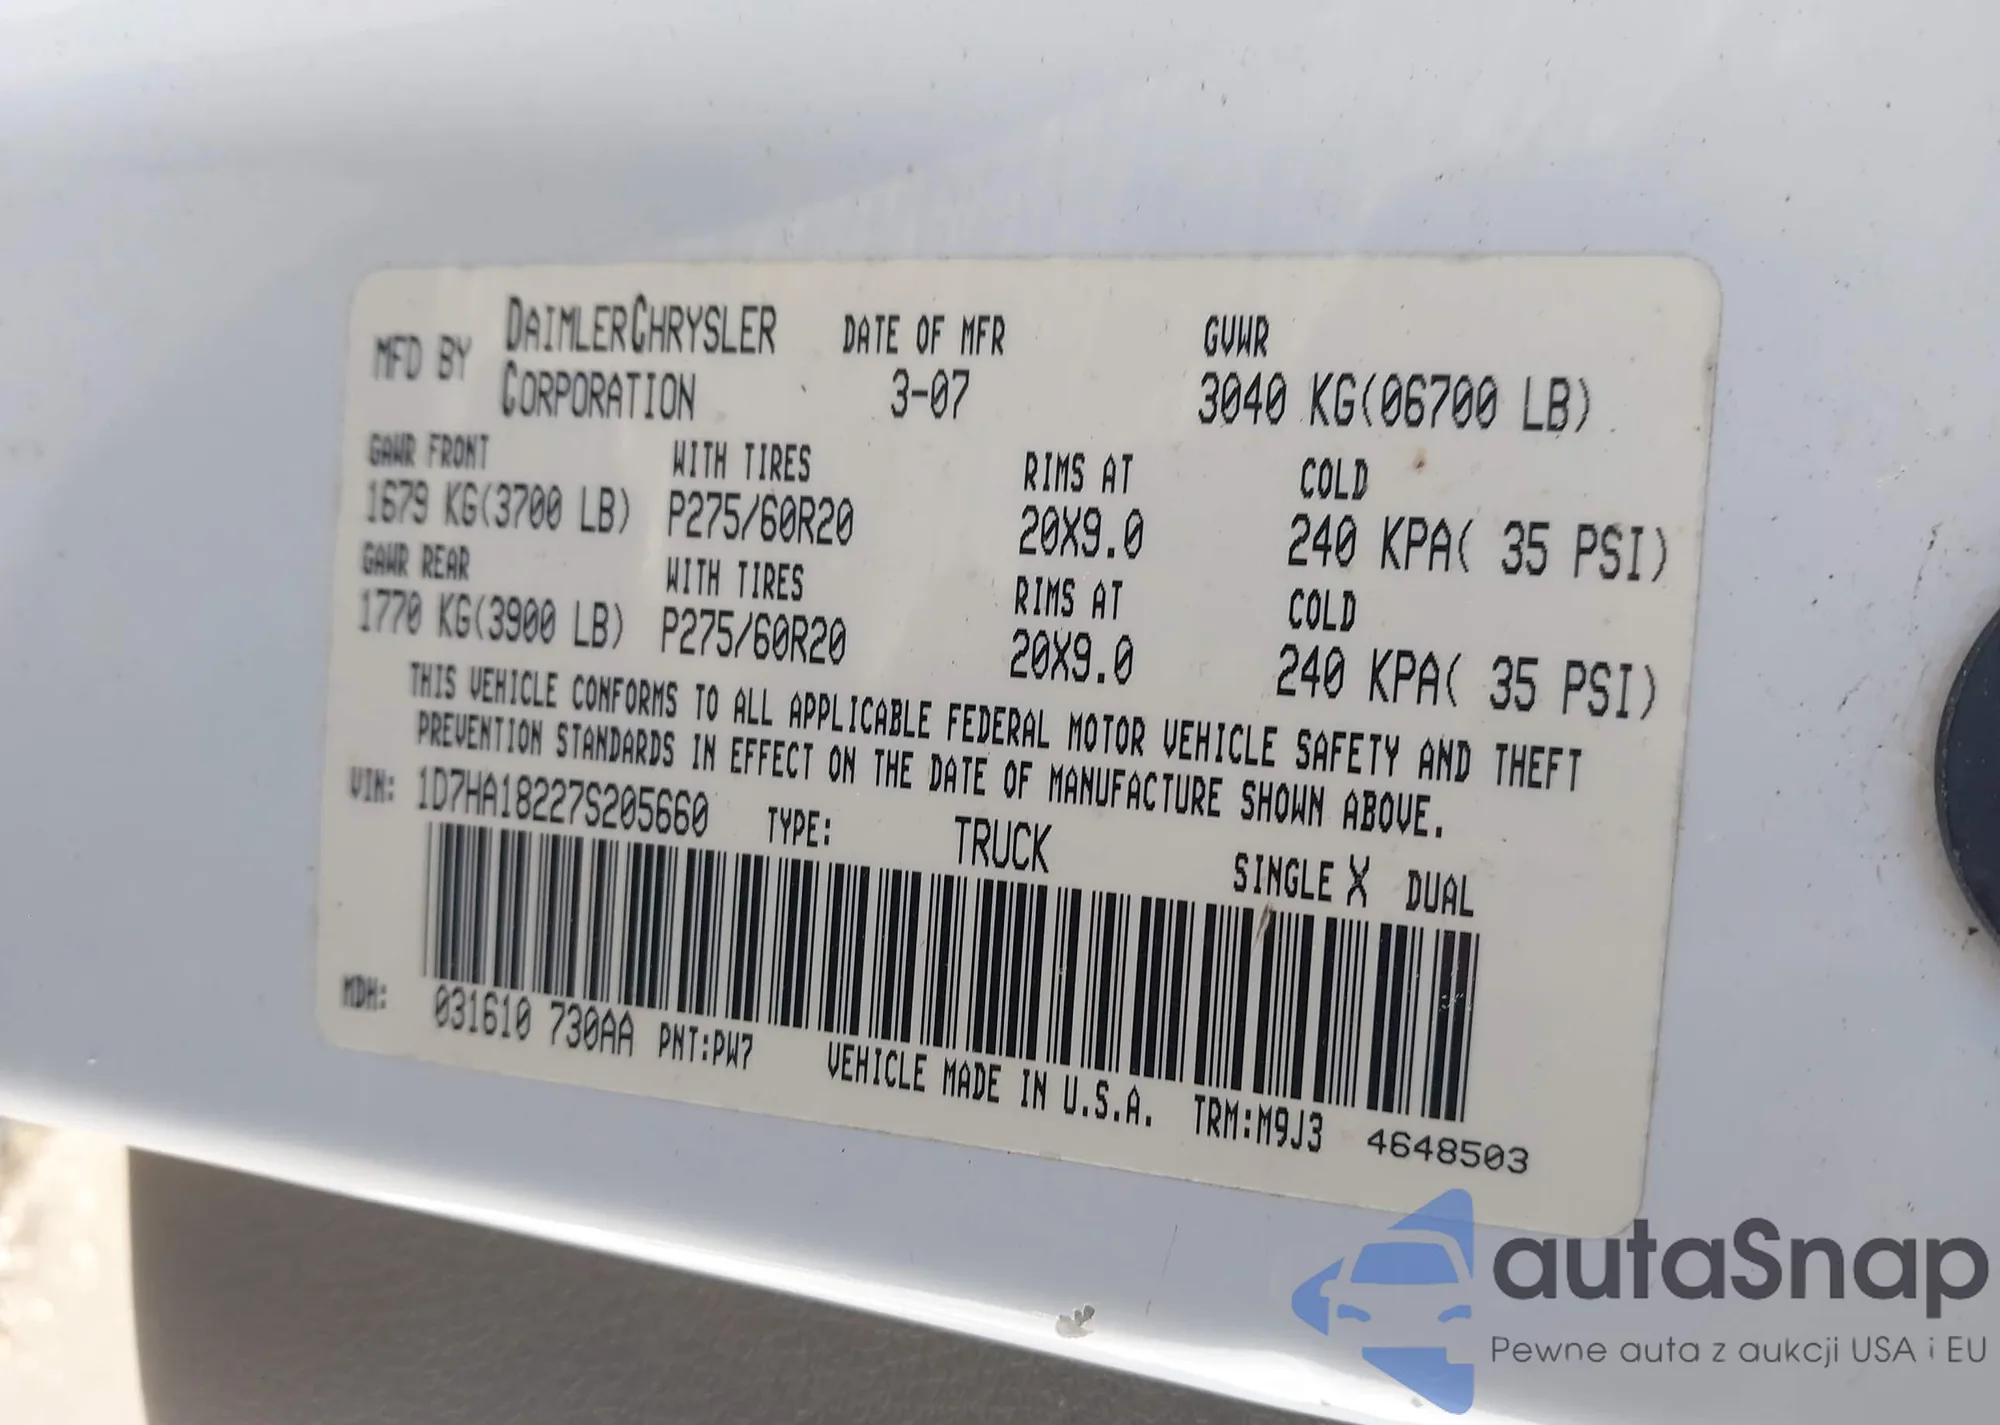 MFD BY DAIMLERCHRYSLER CORPORATION
DATE OF MFR 3-07
GVWR 3040 KG(06700 LB)
GAWR FRONT WITH TIRES RIMS AT COLD
1679 KG(3700 LB) P275/60R20 20X9.0 240 KPA( 35 PSI)
GAWR REAR WITH TIRES RIMS AT COLD
1770 KG(3900 LB) P275/60R20 20X9.0 240 KPA( 35 PSI)
THIS VEHICLE CONFORMS TO ALL APPLICABLE FEDERAL MOTOR VEHICLE SAFETY AND THEFT
PREVENTION STANDARDS IN EFFECT ON THE DATE OF MANUFACTURE SHOWN ABOVE.
VIN: 1D7HA18227S205660 TYPE: TRUCK SINGLE X DUAL
MDH: 031610 730AA PNT:PW7 VEHICLE MADE IN U.S.A. TRM:M9J3 4648503
autaSnap
Pewne auta z aukcji USA i EU